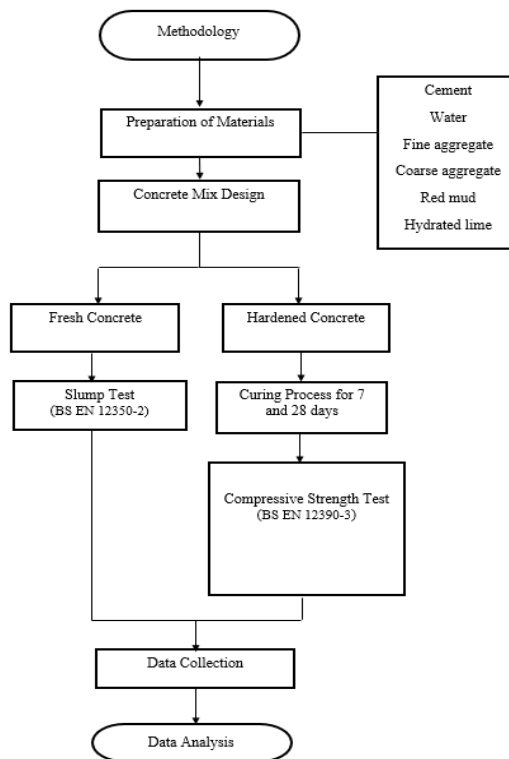 Methodology
Preparation of Materials
Cement
Water
Fine aggregate
Coarse aggregate
Red mud
Hydrated lime
Concrete Mix Design
Fresh Concrete
Hardened Concrete
Slump Test
(BS EN 12350-2)
Curing Process for 7
and 28 days
Compressive Strength Test
(BS EN 12390-3)
Data Collection
Data Analysis